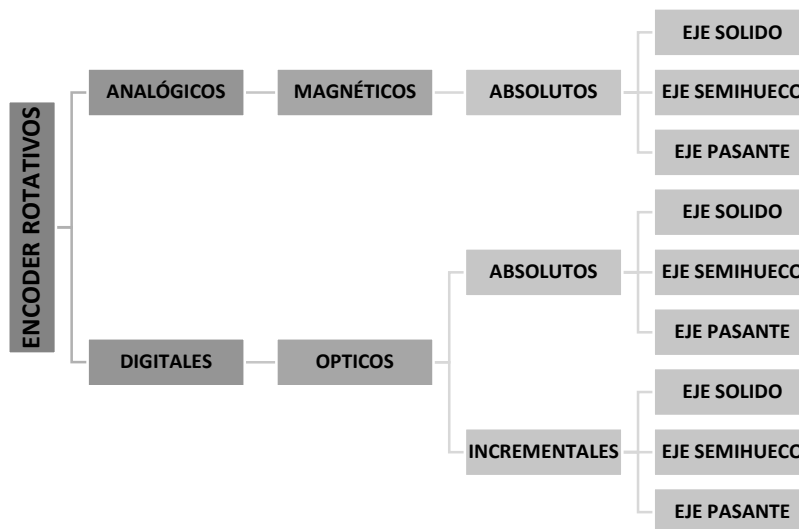 ENCODER ROTATIVOS
ANALÓGICOS
MAGNÉTICOS
ABSOLUTOS
EJE SOLIDO
EJE SEMIHUECO
EJE PASANTE
DIGITALES
OPTICOS
ABSOLUTOS
EJE SOLIDO
EJE SEMIHUECO
EJE PASANTE
INCREMENTALES
EJE SOLIDO
EJE SEMIHUECO
EJE PASANTE